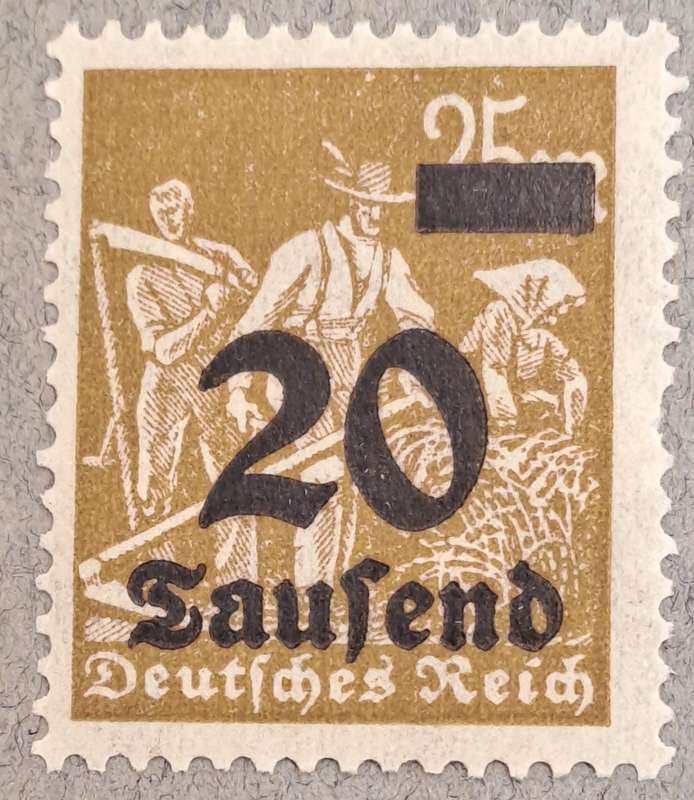 25 m
20
Tauſend
Deutſches Reich